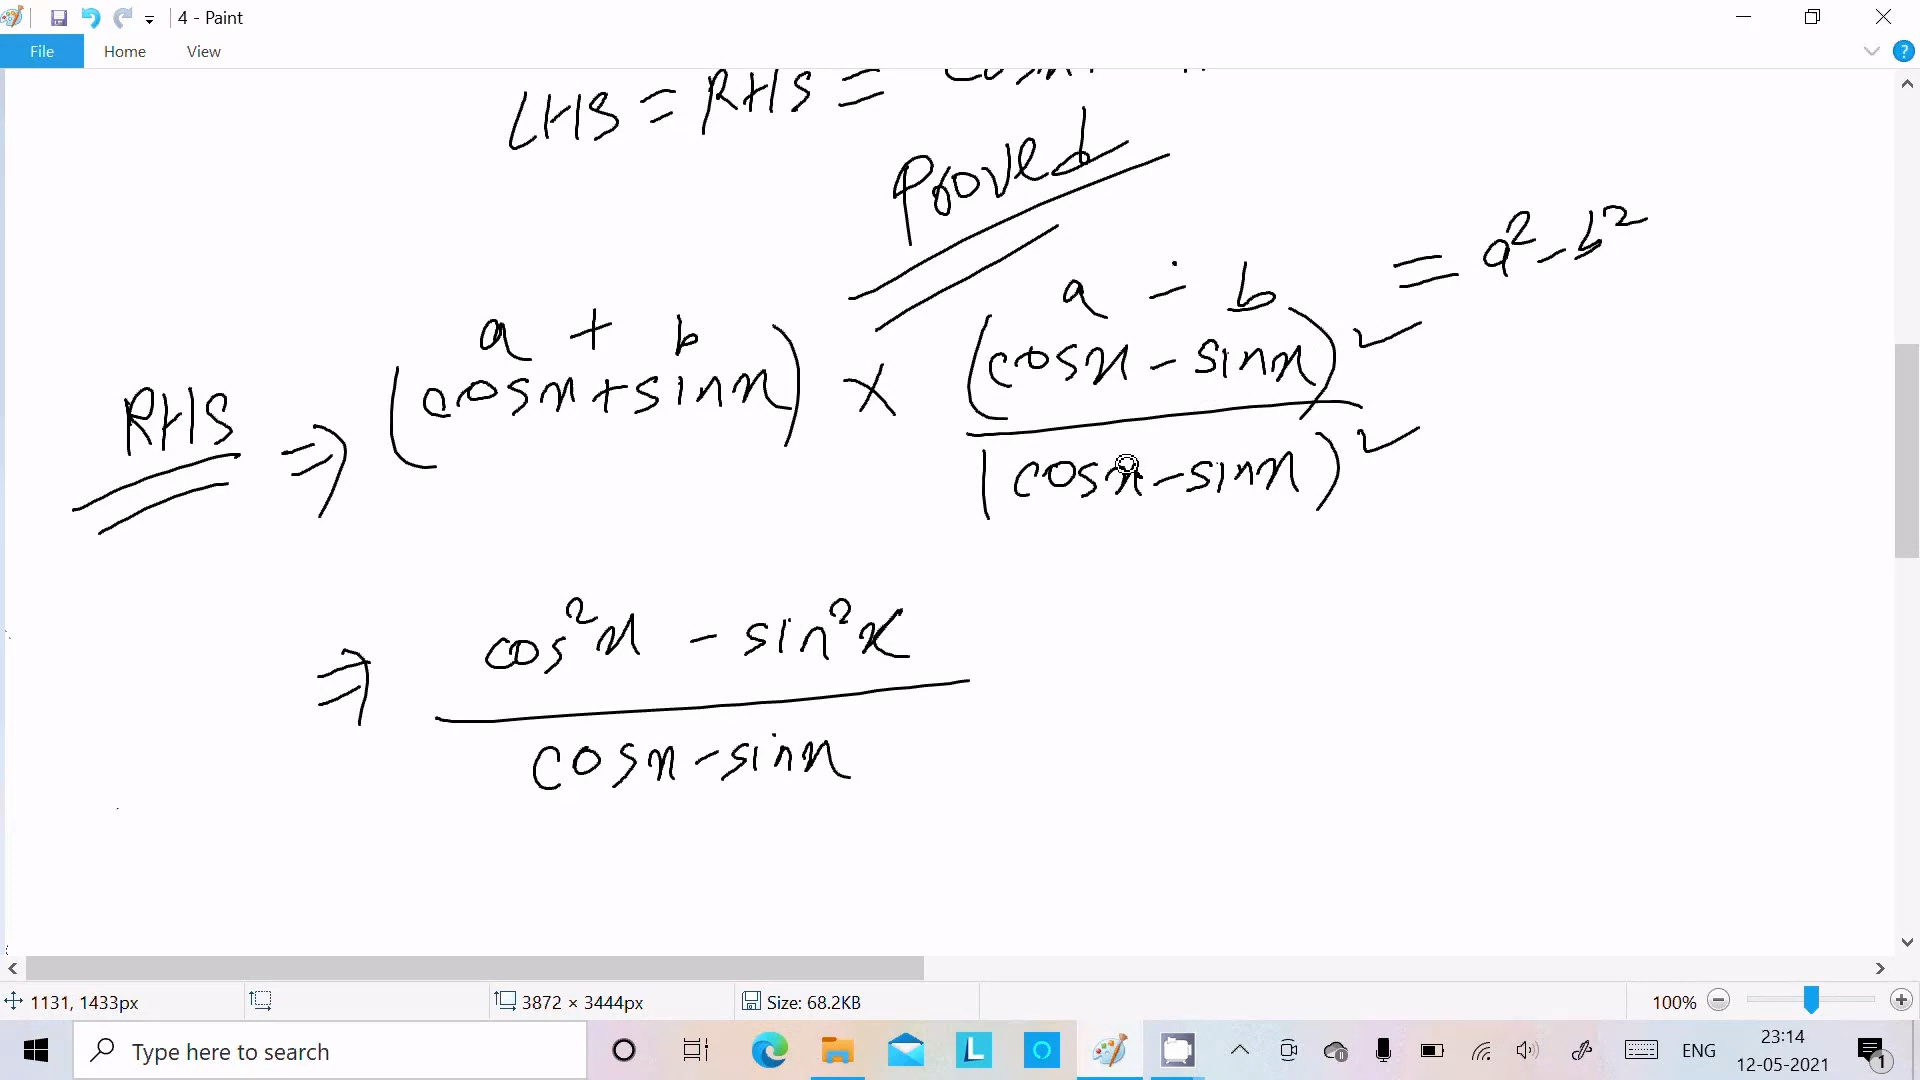 4 - Paint
File Home View
LHS = RHS =
Proved
a + b
a - b
= a² - b²
RHS ⇒ (cosx + sinx) × (cosx - sinx)
(cosx - sinx)
⇒ cos²x - sin²x
cosx - sinx
1131, 1433px
3872 × 3444px
Size: 68.2KB
100%
Type here to search
L
ENG
23:14
12-05-2021
1